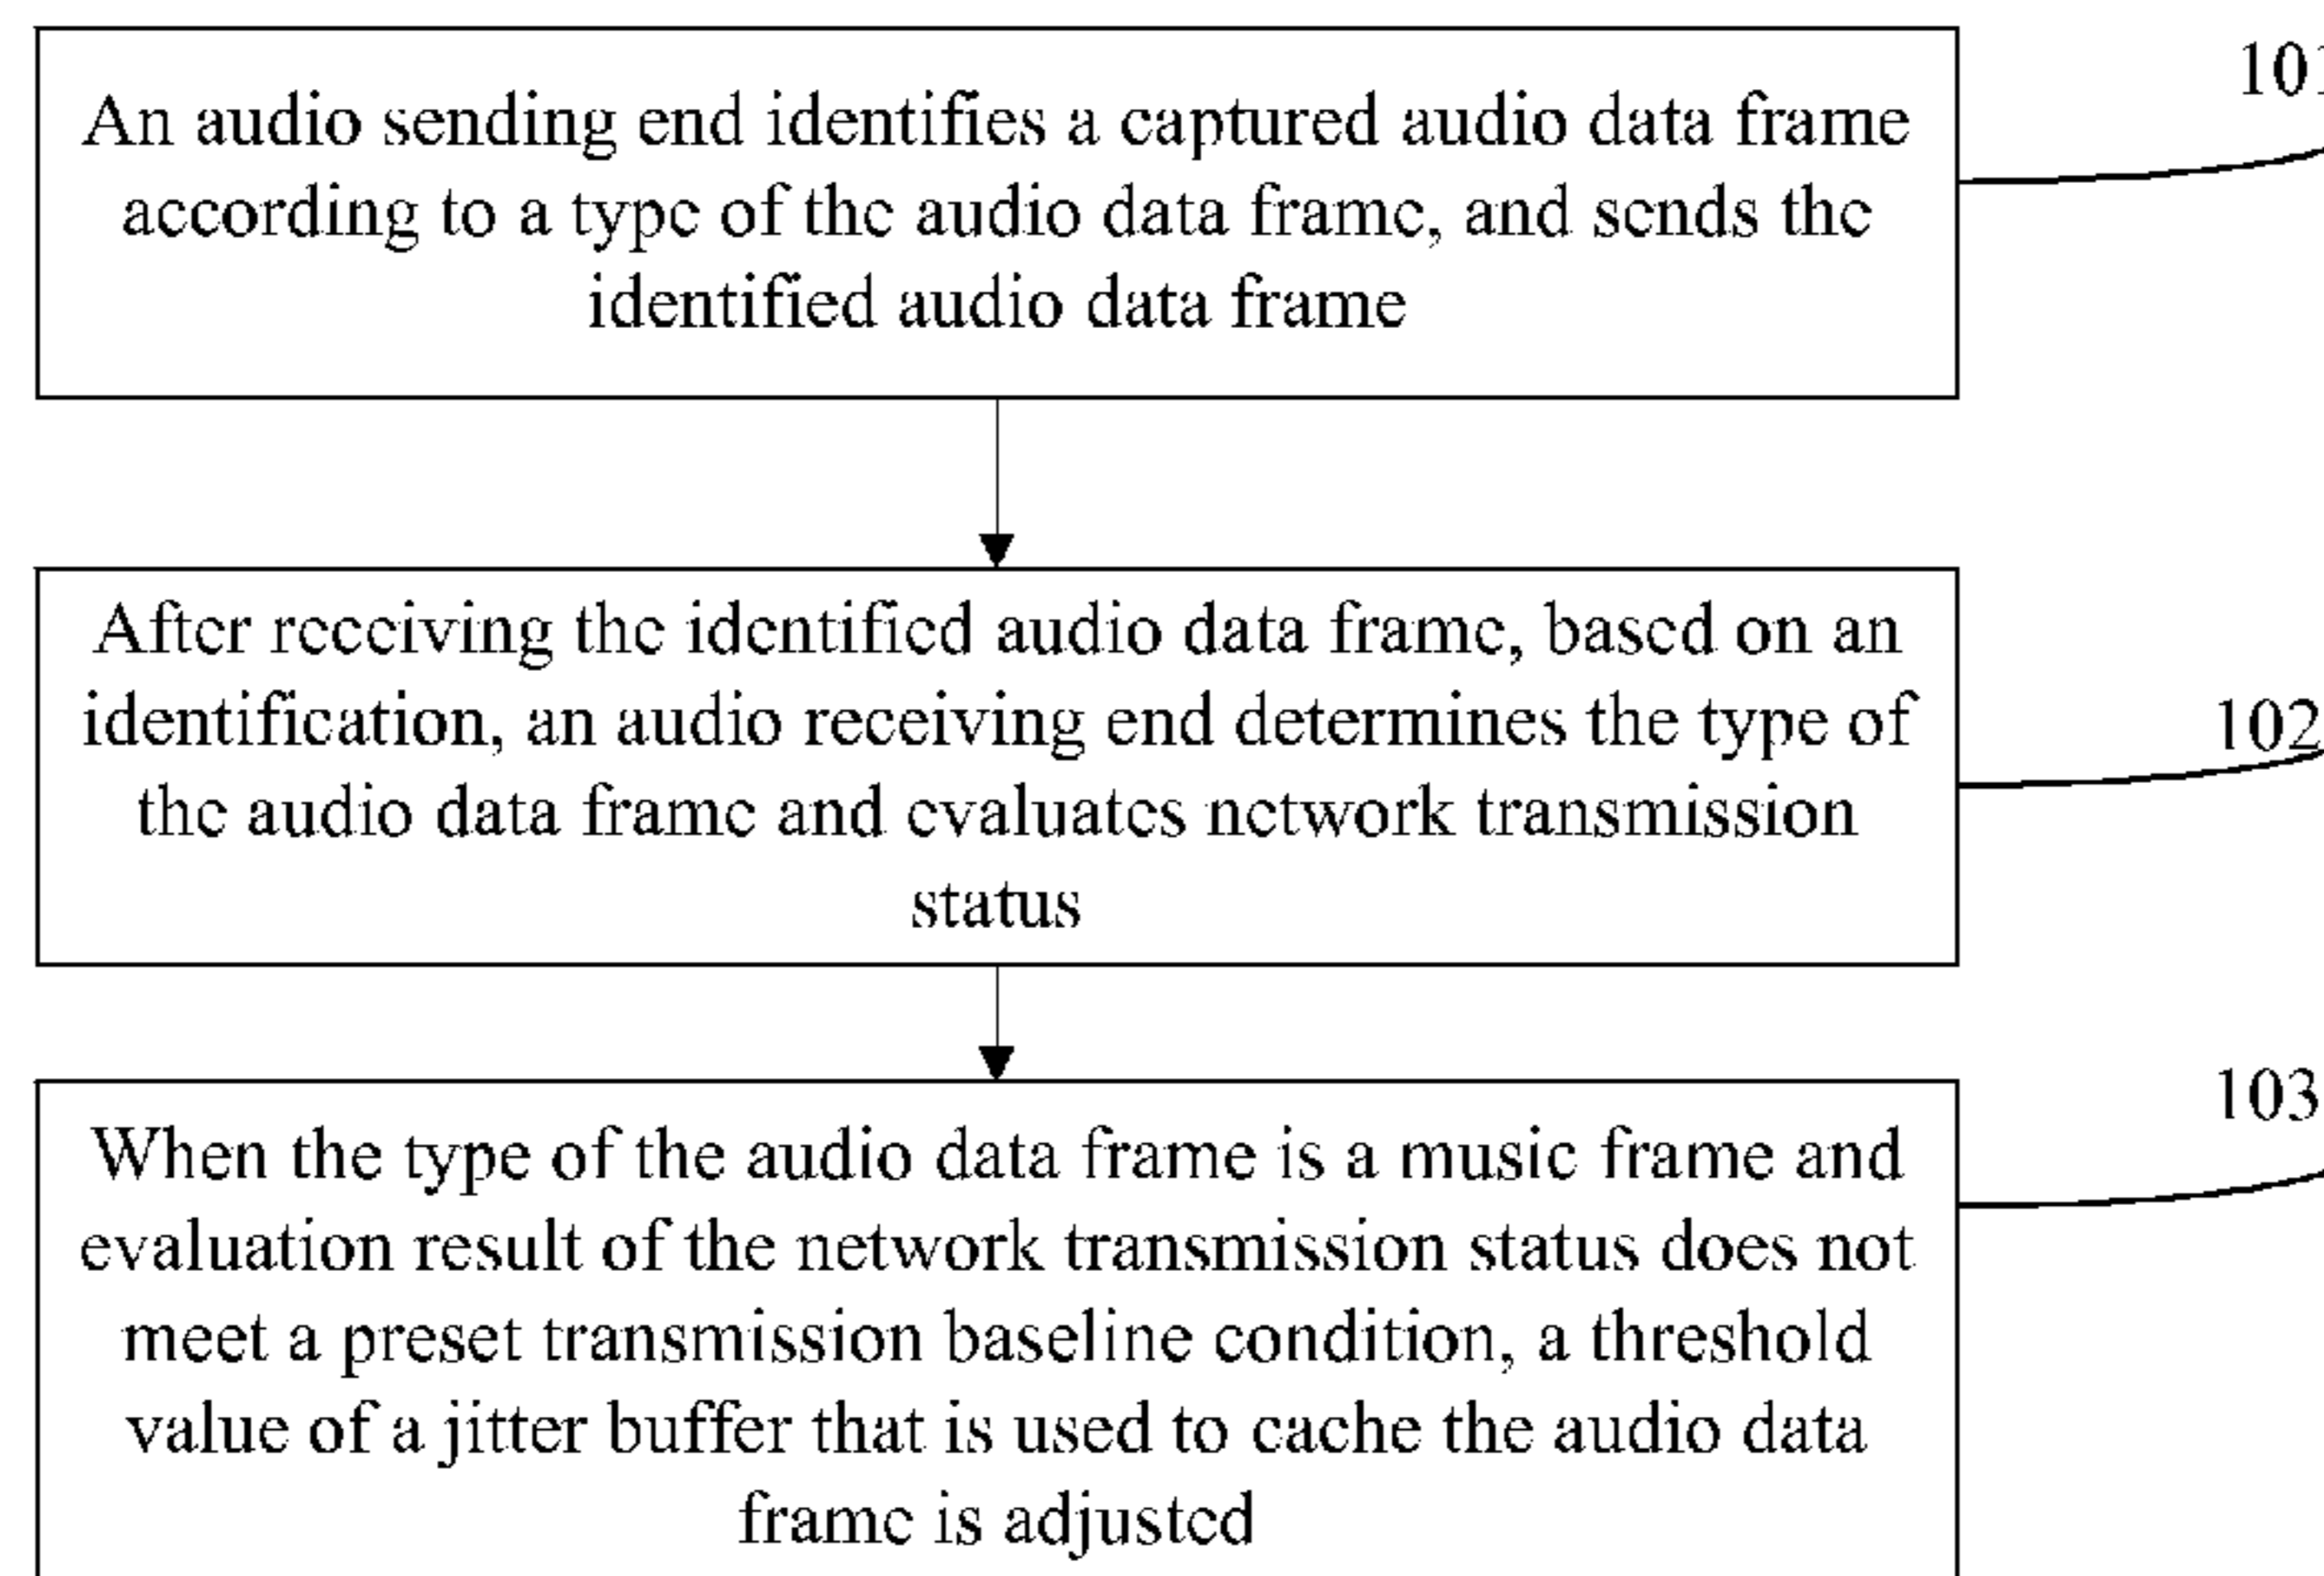 101
An audio sending end identifies a captured audio data frame
according to a type of the audio data frame, and sends the
identified audio data frame
After receiving the identified audio data frame, based on an
identification, an audio receiving end determines the type of
the audio data frame and evaluates network transmission
status
102
103
When the type of the audio data frame is a music frame and
evaluation result of the network transmission status does not
meet a preset transmission baseline condition, a threshold
value of a jitter buffer that is used to cache the audio data
frame is adjusted